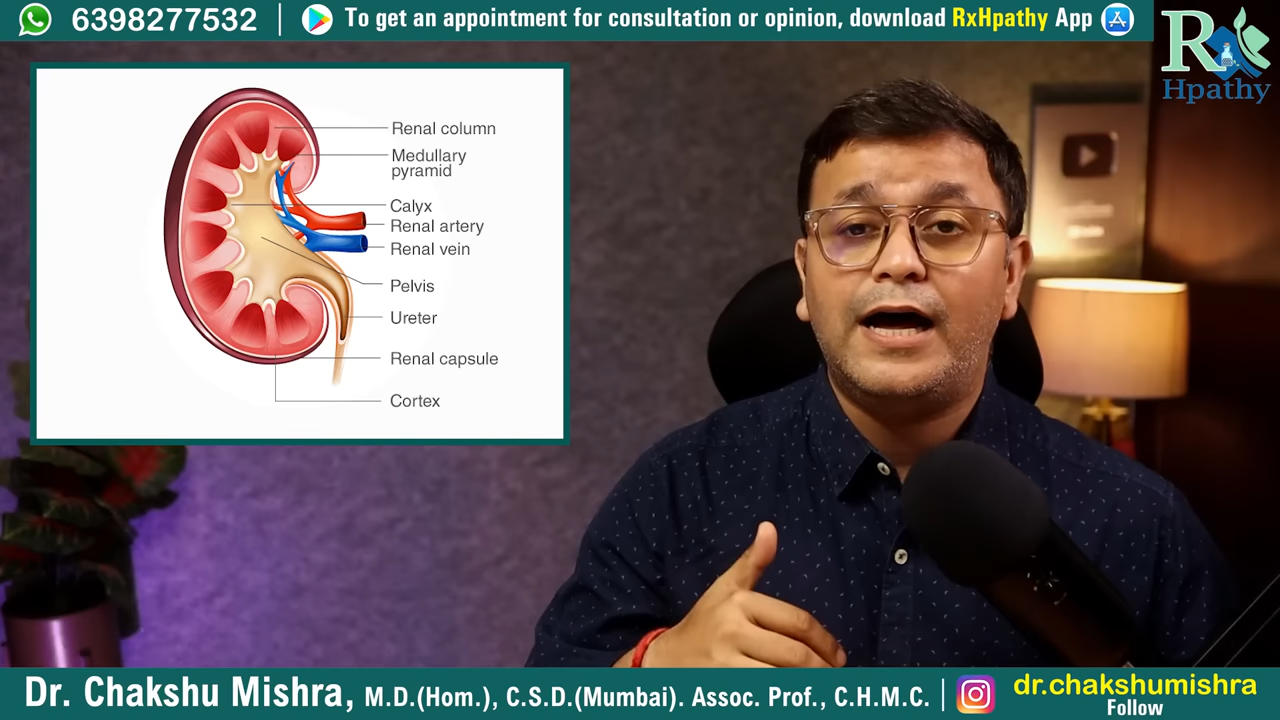 6398277532
To get an appointment for consultation or opinion, download RxHpathy App
Rx
Hpathy
Renal column
Medullary
pyramid
Calyx
Renal artery
Renal vein
Pelvis
Ureter
Renal capsule
Cortex
Dr. Chakshu Mishra, M.D.(Hom.), C.S.D.(Mumbai). Assoc. Prof., C.H.M.C.
dr.chakshumishra
Follow